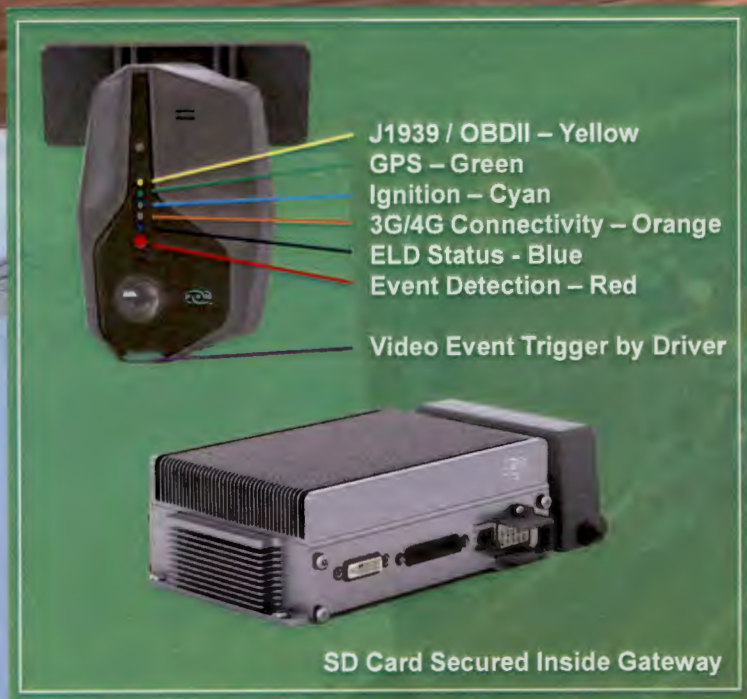 J1939 / OBDII – Yellow
GPS – Green
Ignition – Cyan
3G/4G Connectivity – Orange
ELD Status - Blue
Event Detection – Red
Video Event Trigger by Driver
SD Card Secured Inside Gateway